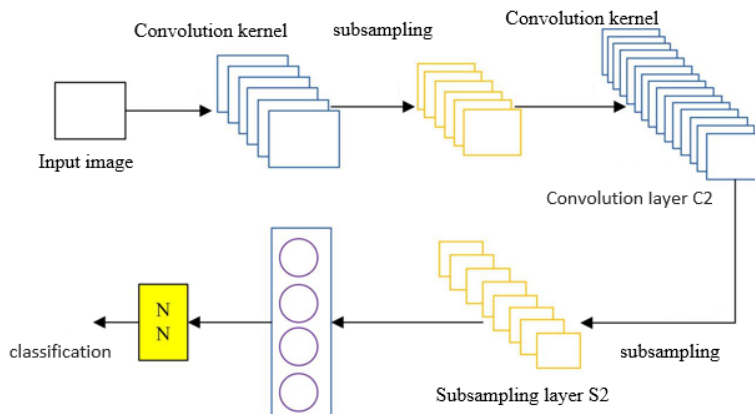 Convolution kernel
subsampling
Convolution kernel
Input image
Convolution layer C2
N
N
classification
subsampling
Subsampling layer S2